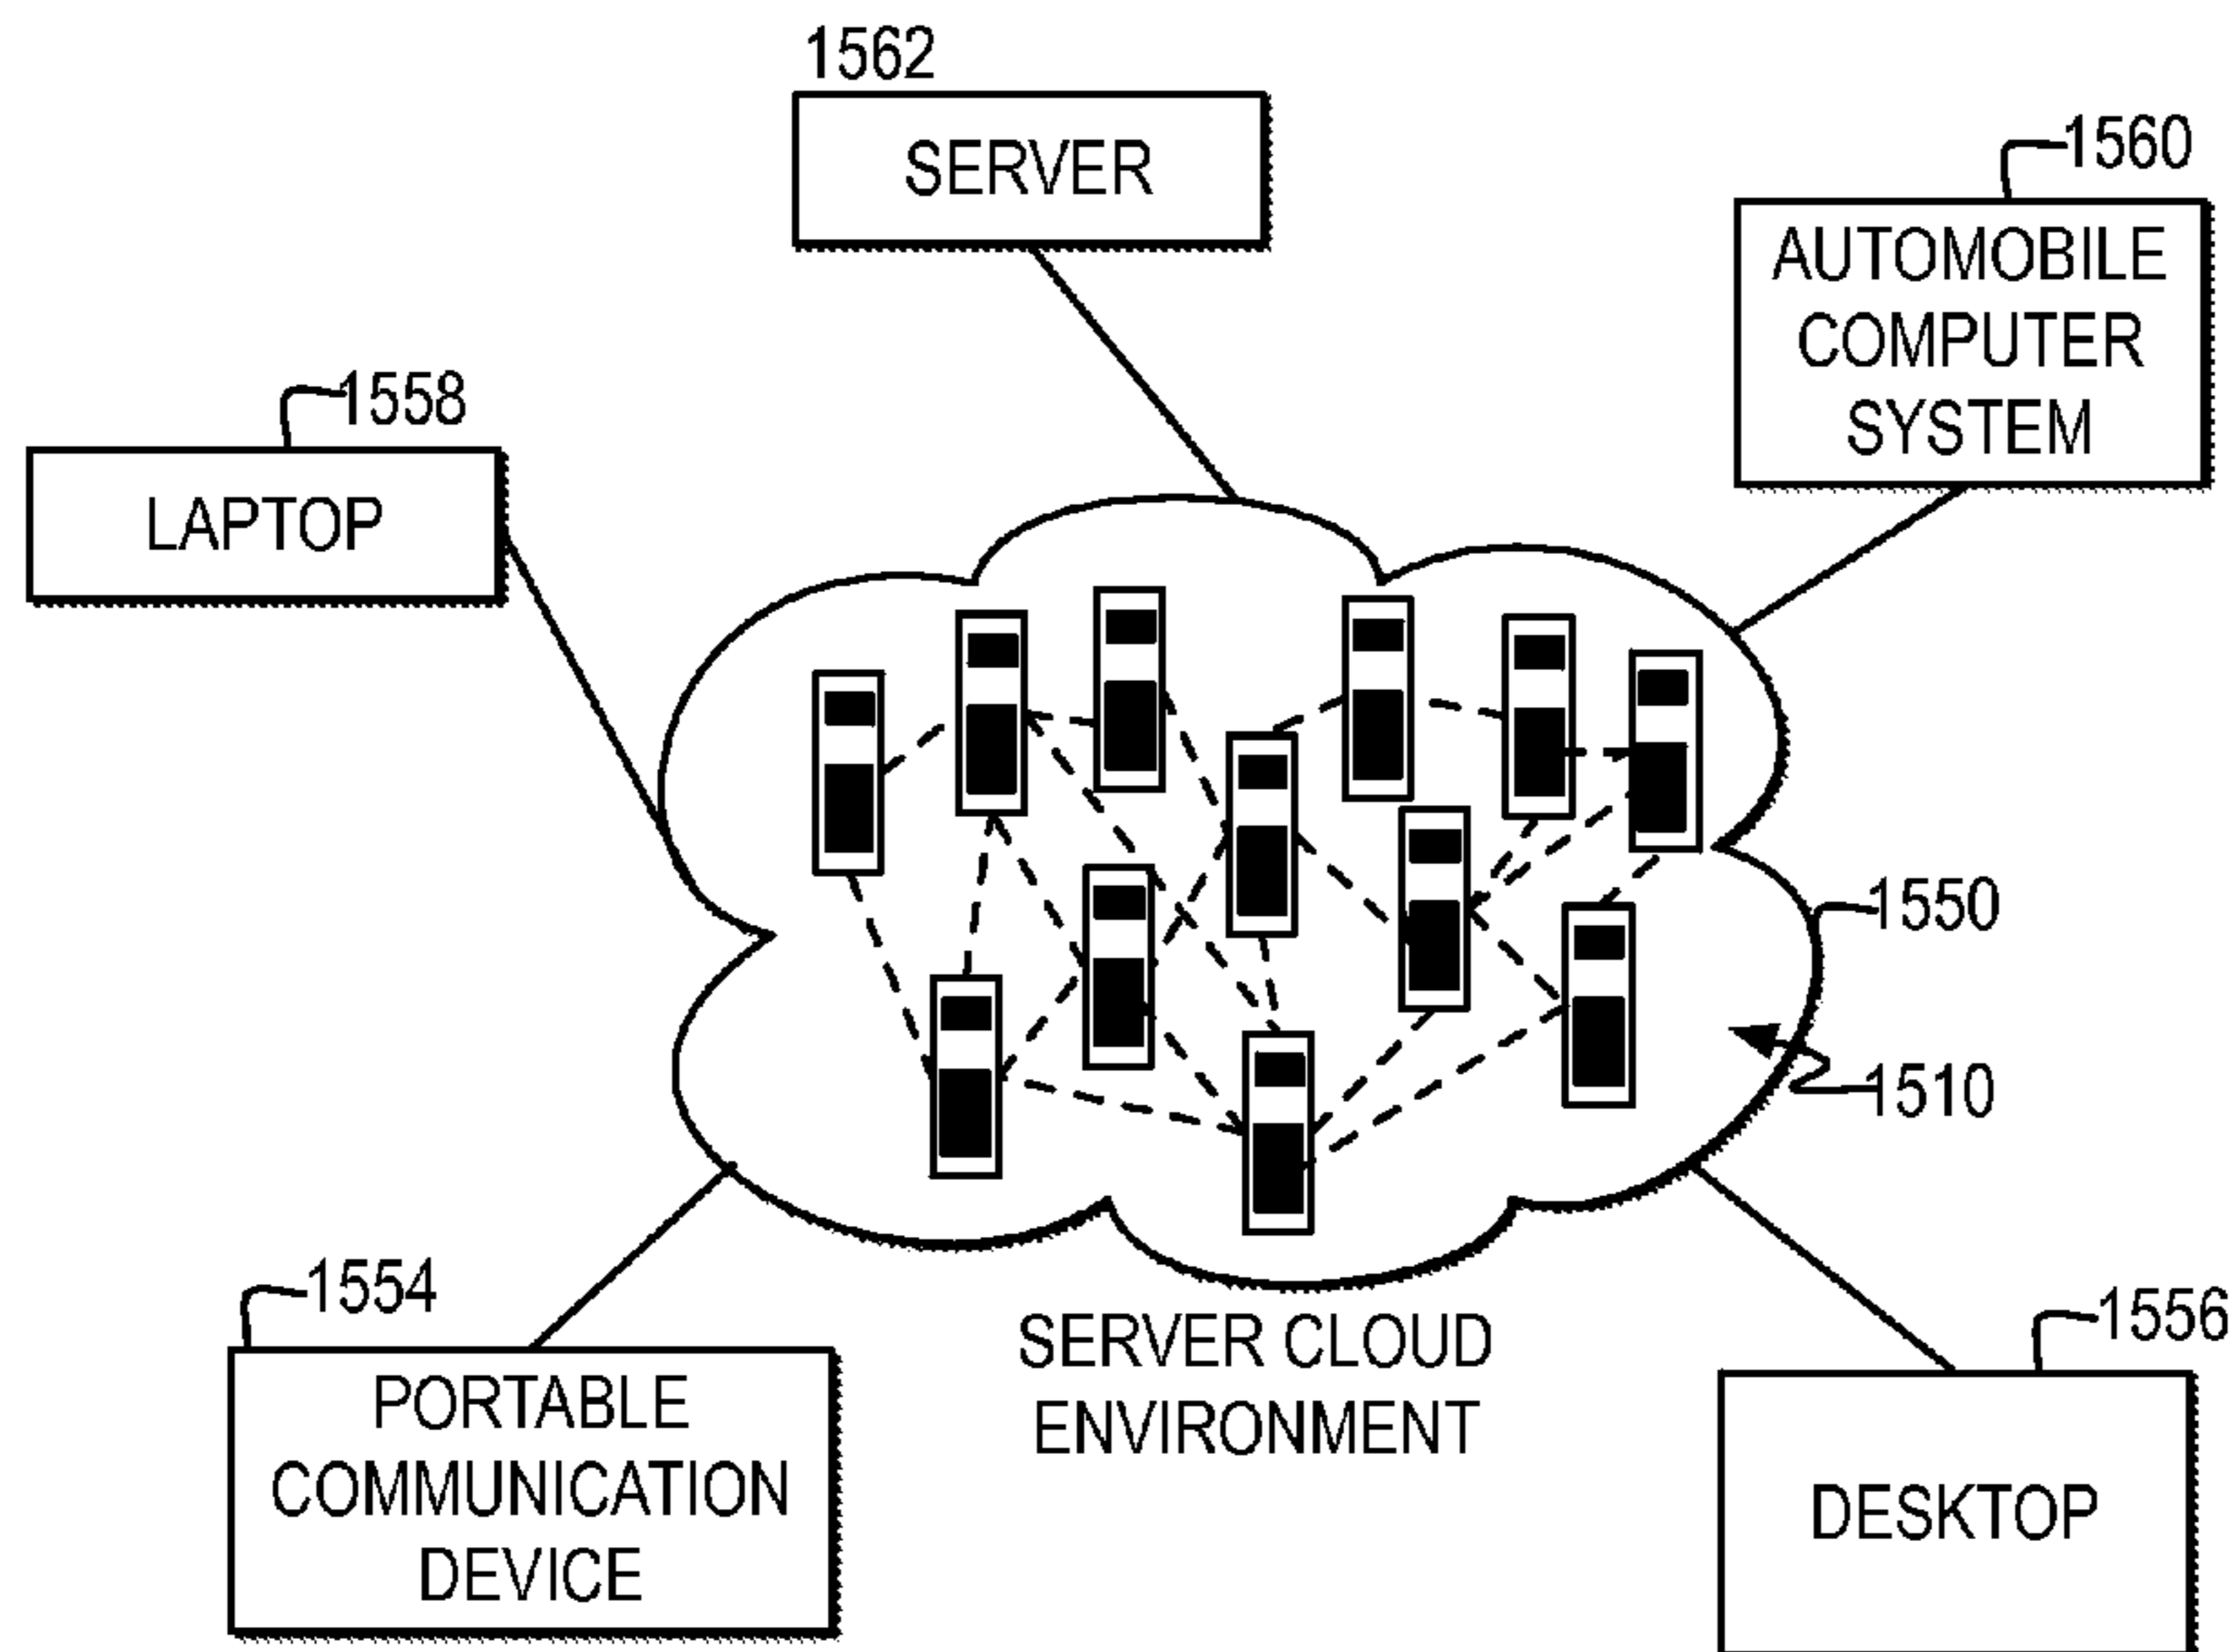 1562
SERVER
1560
AUTOMOBILE
COMPUTER
SYSTEM
1558
LAPTOP
1550
1510
1554
PORTABLE
COMMUNICATION
DEVICE
SERVER CLOUD
ENVIRONMENT
1556
DESKTOP